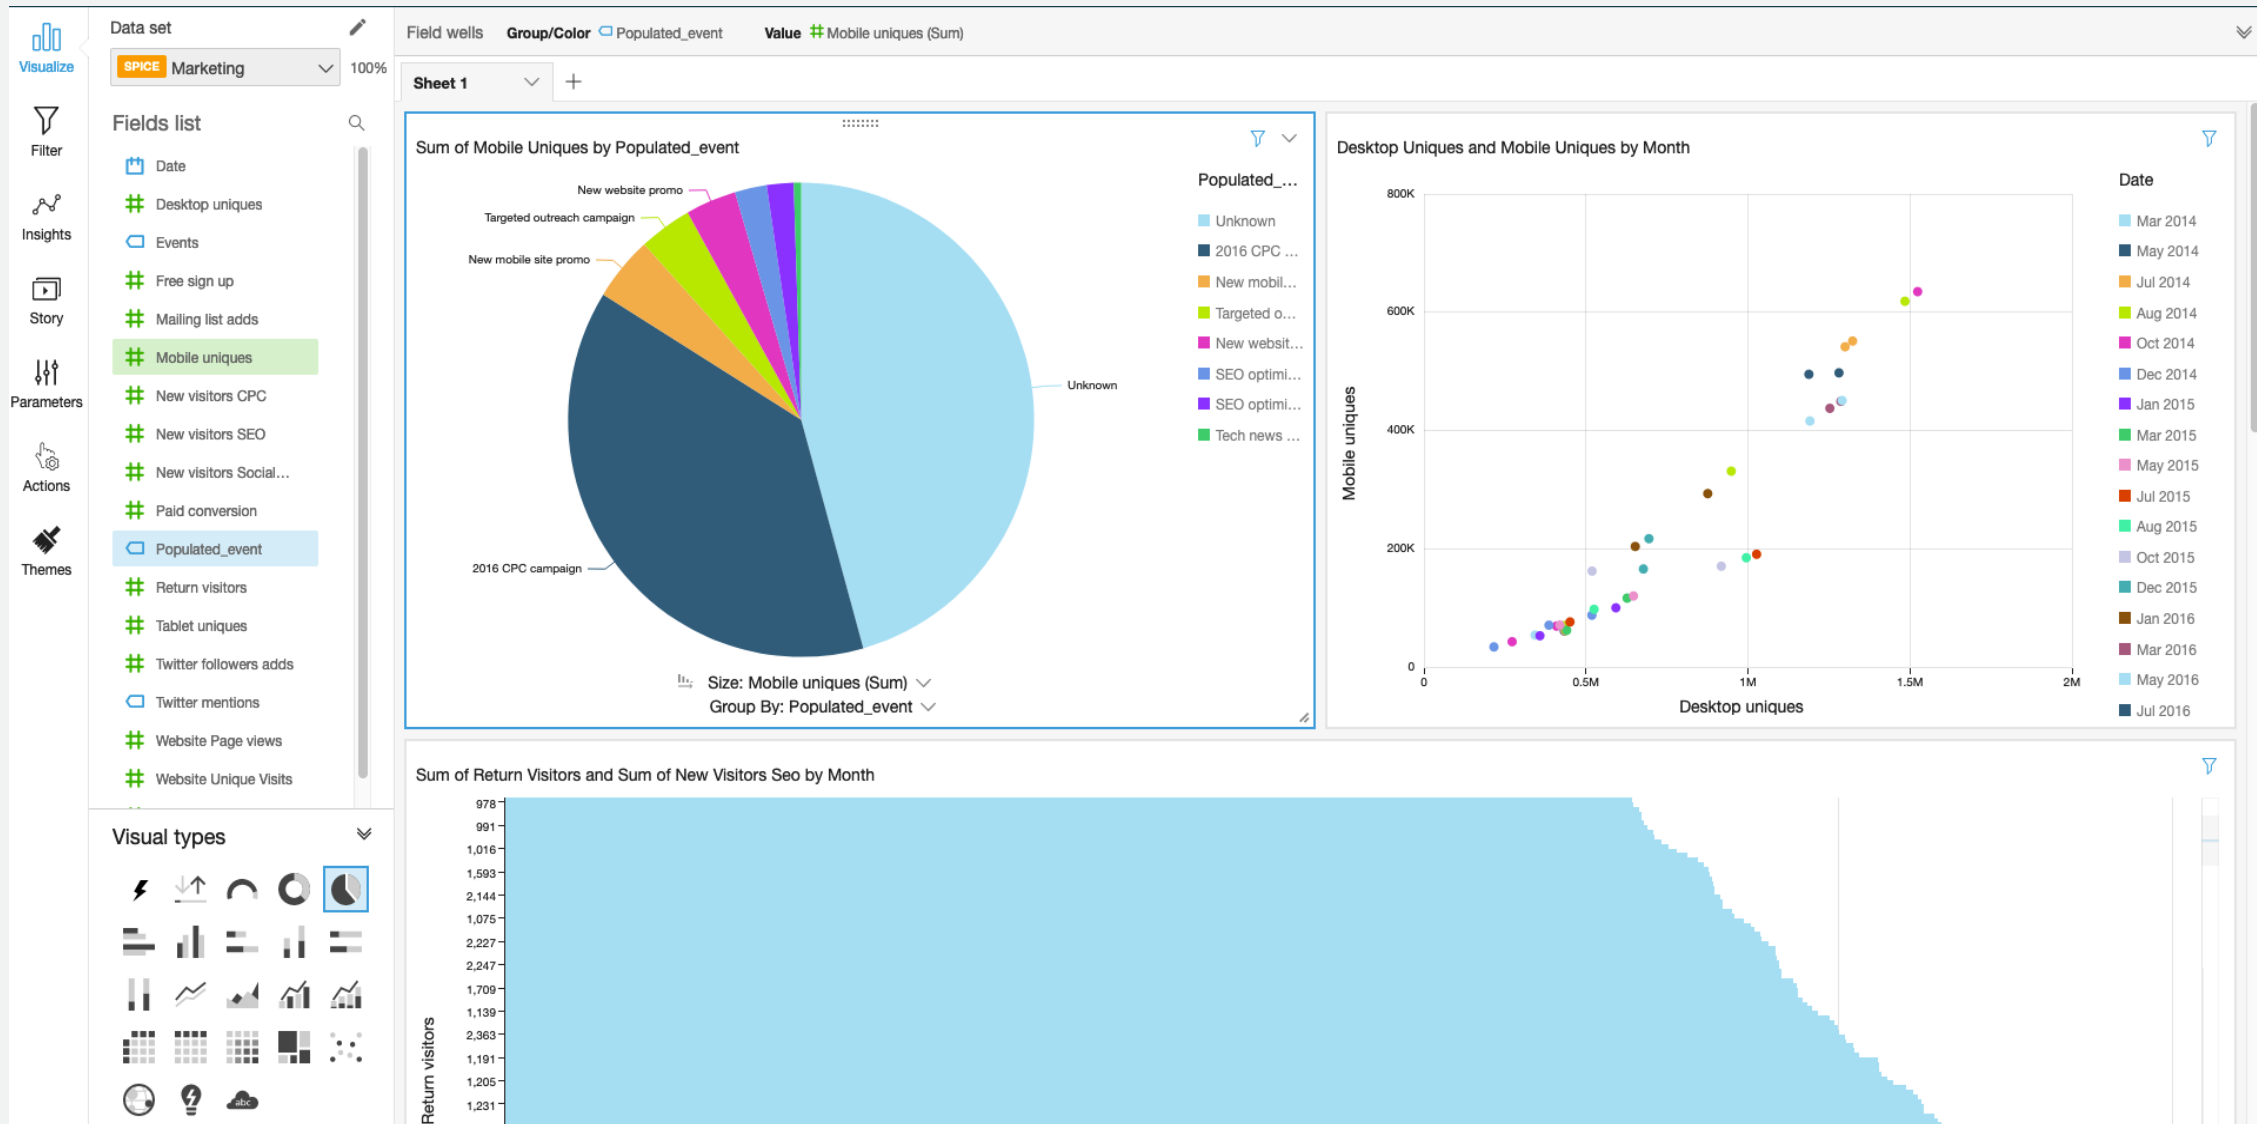 Visualize
Filter
Insights
Story
Parameters
Actions
Themes
Data set
SPICE Marketing
100%
Fields list
Date
Desktop uniques
Events
Free sign up
Mailing list adds
Mobile uniques
New visitors CPC
New visitors SEO
New visitors Social...
Paid conversion
Populated_event
Return visitors
Tablet uniques
Twitter followers adds
Twitter mentions
Website Page views
Website Unique Visits
Visual types
abc
Field wells Group/Color Populated_event Value Mobile uniques (Sum)
Sheet 1
Sum of Mobile Uniques by Populated_event
New website promo
Targeted outreach campaign
New mobile site promo
Unknown
2016 CPC campaign
Populated_...
Unknown
2016 CPC ...
New mobil...
Targeted o...
New websit...
SEO optimi...
SEO optimi...
Tech news ...
Size: Mobile uniques (Sum)
Group By: Populated_event
Desktop Uniques and Mobile Uniques by Month
Mobile uniques
800K
600K
400K
200K
0
0 0.5M 1M 1.5M 2M
Desktop uniques
Date
Mar 2014
May 2014
Jul 2014
Aug 2014
Oct 2014
Dec 2014
Jan 2015
Mar 2015
May 2015
Jul 2015
Aug 2015
Oct 2015
Dec 2015
Jan 2016
Mar 2016
May 2016
Jul 2016
Sum of Return Visitors and Sum of New Visitors Seo by Month
Return visitors
978
991
1,016
1,593
2,144
1,075
2,227
2,247
1,709
1,139
2,363
1,191
1,205
1,231